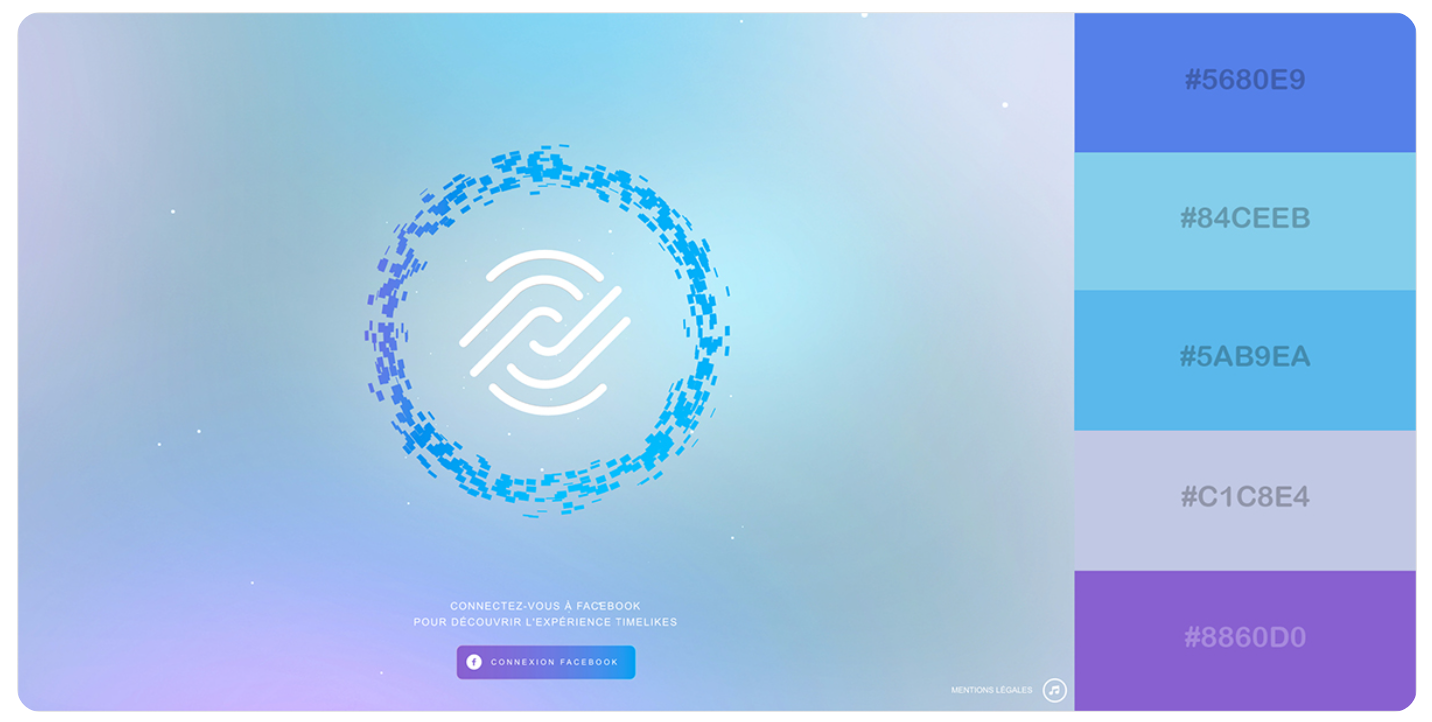 CONNECTEZ-VOUS À FACEBOOK
POUR DÉCOUVRIR L'EXPÉRIENCE TIMELIKES
CONNEXION FACEBOOK
MENTIONS LÉGALES
#5680E9
#84CEEB
#5AB9EA
#C1C8E4
#8860D0